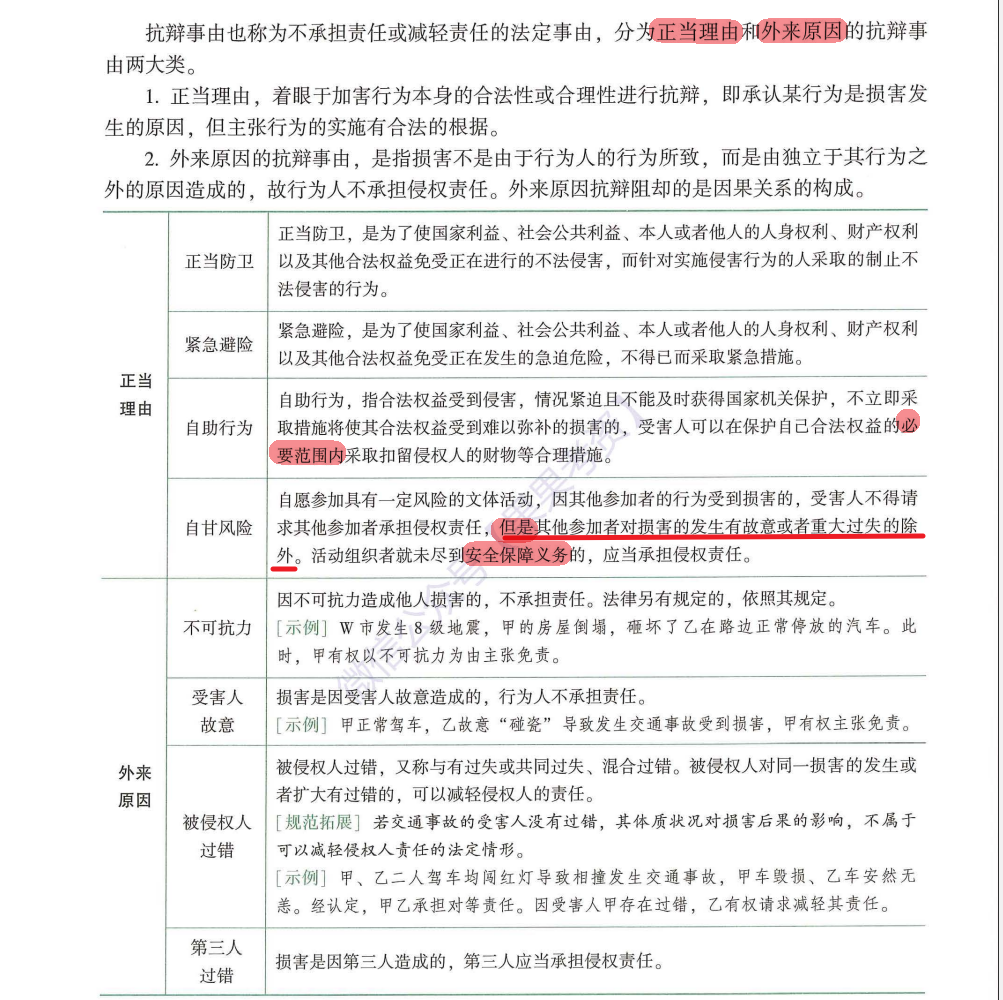 抗辩事由也称为不承担责任或减轻责任的法定事由，分为正当理由和外来原因的抗辩事
由两大类。
1. 正当理由，着眼于加害行为本身的合法性或合理性进行抗辩，即承认某行为是损害发
生的原因，但主张行为的实施有合法的根据。
2. 外来原因的抗辩事由，是指损害不是由于行为人的行为所致，而是由独立于其行为之
外的原因造成的，故行为人不承担侵权责任。外来原因抗辩阻却的是因果关系的构成。
正当
理由
正当防卫
正当防卫，是为了使国家利益、社会公共利益、本人或者他人的人身权利、财产权利
以及其他合法权益免受正在进行的不法侵害，而针对实施侵害行为的人采取的制止不
法侵害的行为。
紧急避险
紧急避险，是为了使国家利益、社会公共利益、本人或者他人的人身权利、财产权利
以及其他合法权益免受正在发生的急迫危险，不得已而采取紧急措施。
自助行为
自助行为，指合法权益受到侵害，情况紧迫且不能及时获得国家机关保护，不立即采
取措施将使其合法权益受到难以弥补的损害的，受害人可以在保护自己合法权益的必
要范围内采取扣留侵权人的财物等合理措施。
自甘风险
自愿参加具有一定风险的文体活动，因其他参加者的行为受到损害的，受害人不得请
求其他参加者承担侵权责任，但是其他参加者对损害的发生有故意或者重大过失的除
外。活动组织者就未尽到安全保障义务的，应当承担侵权责任。
外来
原因
不可抗力
因不可抗力造成他人损害的，不承担责任。法律另有规定的，依照其规定。
［示例］W 市发生 8 级地震，甲的房屋倒塌，砸坏了乙在路边正常停放的汽车。此
时，甲有权以不可抗力为由主张免责。
受害人
故意
损害是因受害人故意造成的，行为人不承担责任。
［示例］甲正常驾车，乙故意“碰瓷”导致发生交通事故受到损害，甲有权主张免责。
被侵权人
过错
被侵权人过错，又称与有过失或共同过失、混合过错。被侵权人对同一损害的发生或
者扩大有过错的，可以减轻侵权人的责任。
［规范拓展］若交通事故的受害人没有过错，其体质状况对损害后果的影响，不属于
可以减轻侵权人责任的法定情形。
［示例］甲、乙二人驾车均闯红灯导致相撞发生交通事故，甲车毁损、乙车安然无
恙。经认定，甲乙承担对等责任。因受害人甲存在过错，乙有权请求减轻其责任。
第三人
过错
损害是因第三人造成的，第三人应当承担侵权责任。